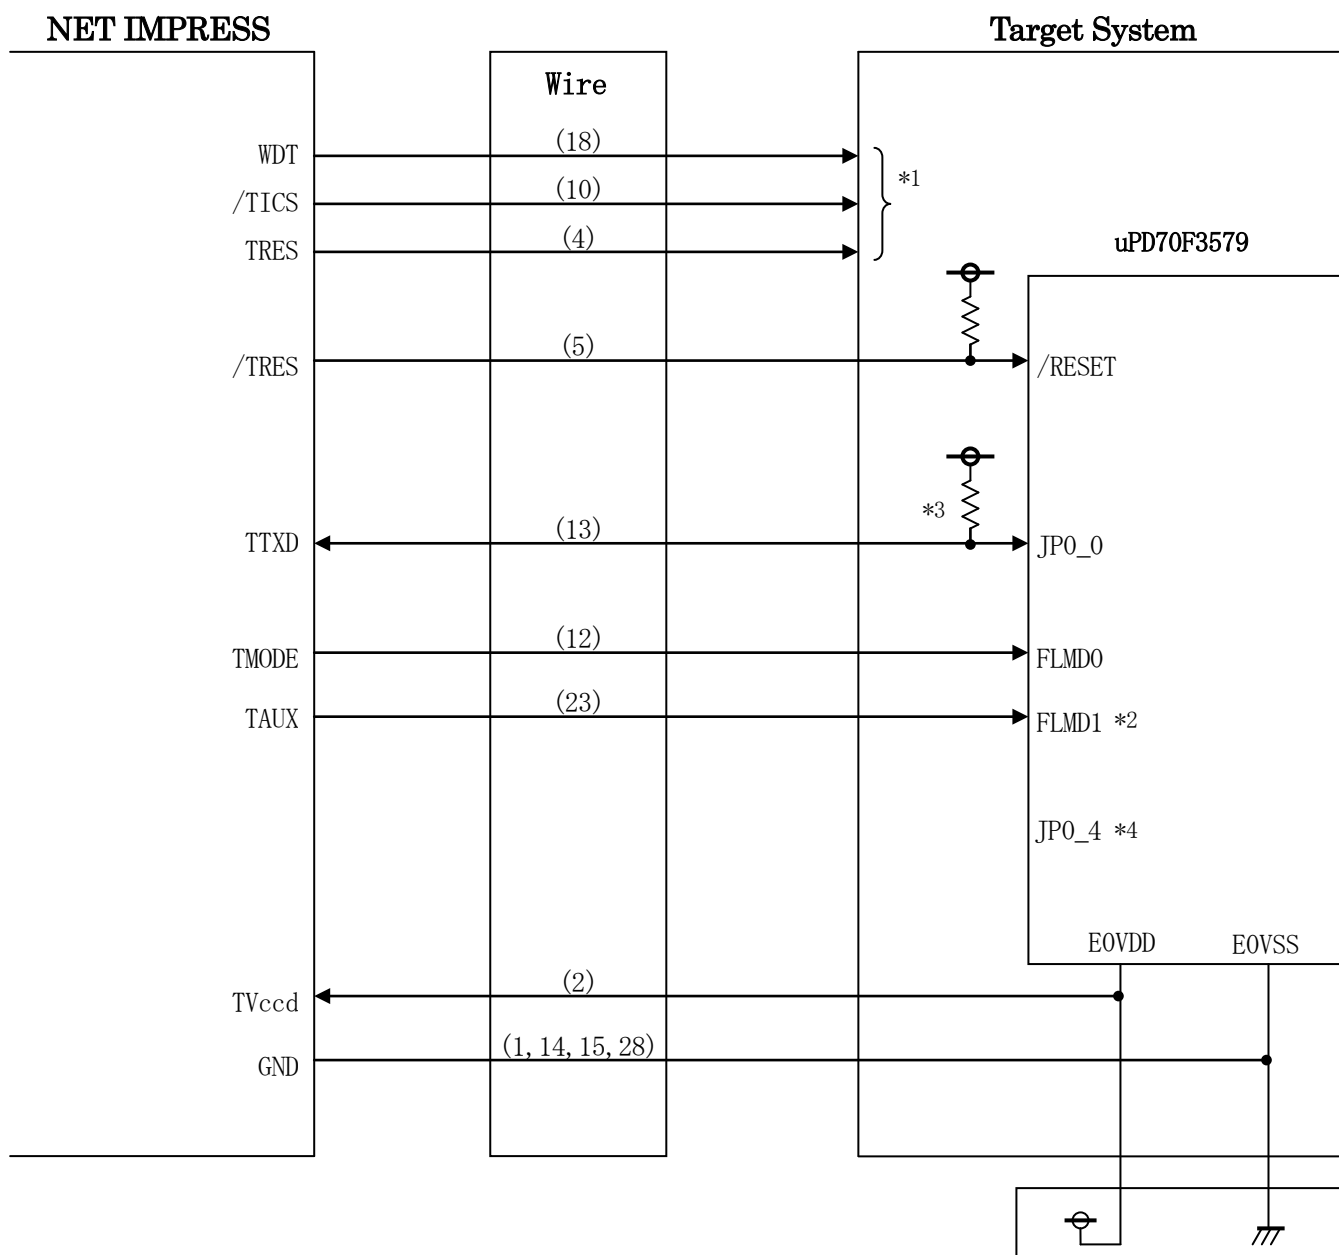 NET IMPRESS
Target System
Wire
WDT
(18)
*1
/TICS
(10)
TRES
(4)
uPD70F3579
/TRES
(5)
/RESET
*3
TTXD
(13)
JP0_0
TMODE
(12)
FLMD0
TAUX
(23)
FLMD1 *2
JP0_4 *4
E0VDD
E0VSS
TVccd
(2)
GND
(1,14,15,28)